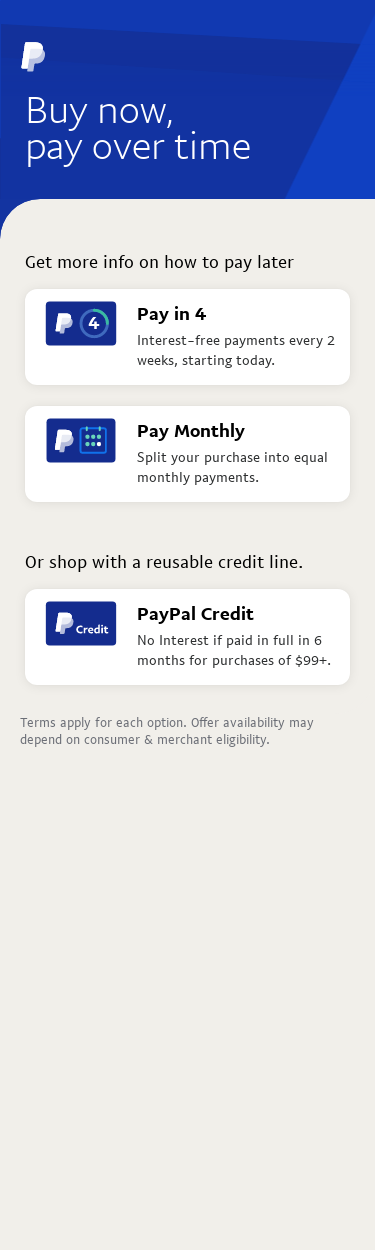 Buy now,
pay over time
Get more info on how to pay later
4
Pay in 4
Interest-free payments every 2
weeks, starting today.
Pay Monthly
Split your purchase into equal
monthly payments.
Or shop with a reusable credit line.
Credit
PayPal Credit
No Interest if paid in full in 6
months for purchases of $99+.
Terms apply for each option. Offer availability may
depend on consumer & merchant eligibility.